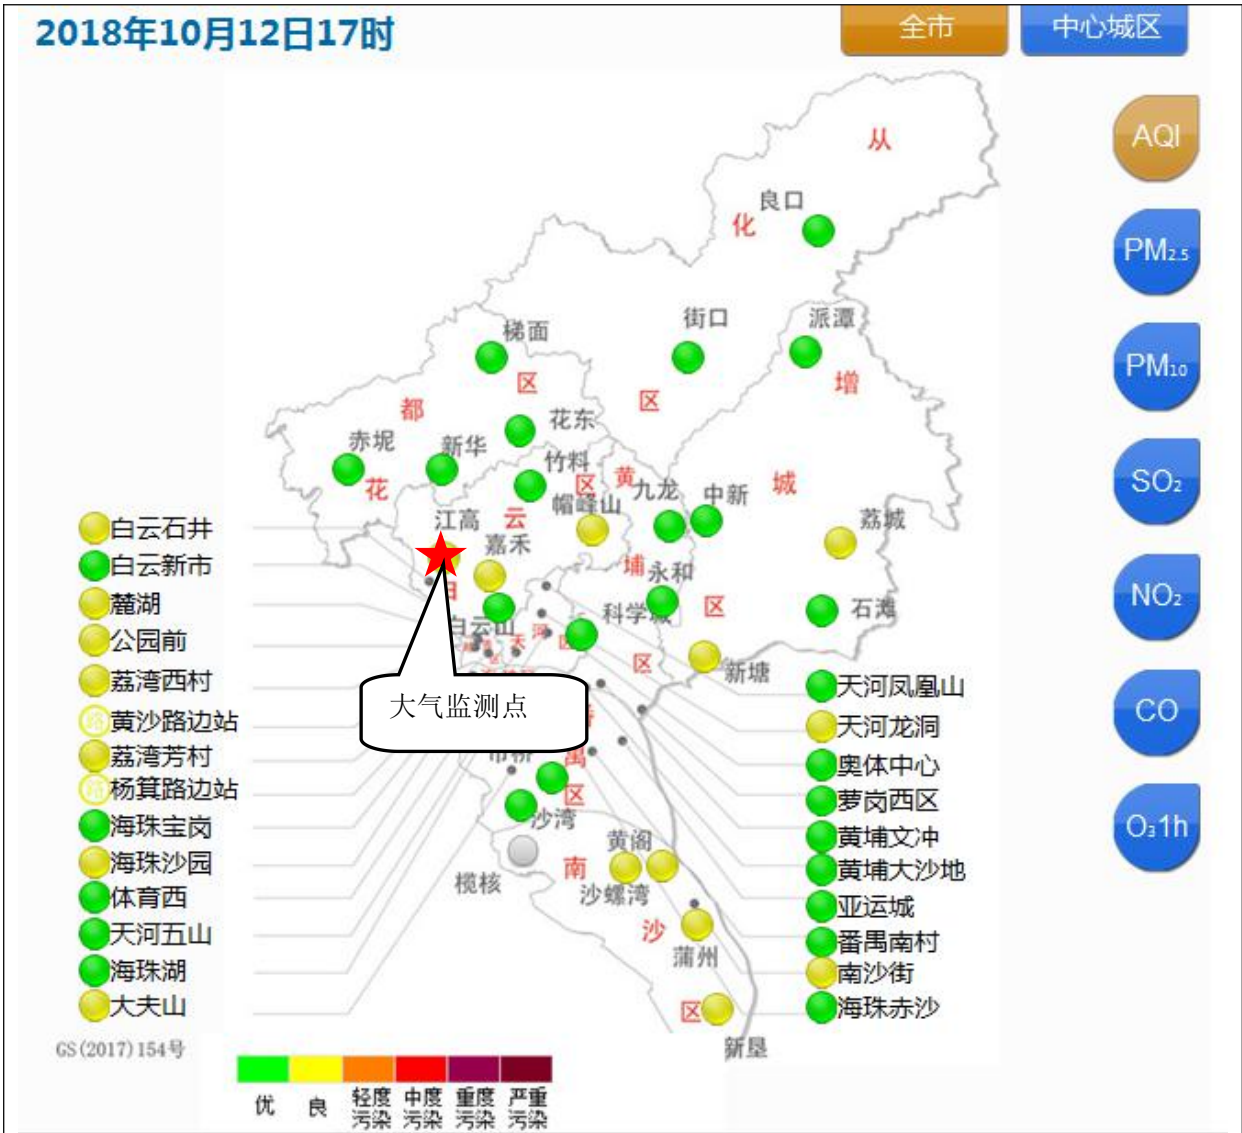 2018年10月12日17时
全市
中心城区
AQI
PM2.5
PM10
SO2
NO2
CO
O31h
从
化
区
良口
街口
派潭
增
城
区
梯面
区
都
花
花东
赤坭
新华
竹料
区
黄
九龙
中新
帽峰山
云
江高
嘉禾
荔城
埔
永和
科学城
区
石滩
白云山
天
河
区
新塘
大气监测点
禺
区
沙湾
榄核
黄阁
南
沙螺湾
沙
蒲州
区
新垦
白云石井
白云新市
麓湖
公园前
荔湾西村
黄沙路边站
荔湾芳村
杨箕路边站
海珠宝岗
海珠沙园
体育西
天河五山
海珠湖
大夫山
天河凤凰山
天河龙洞
奥体中心
萝岗西区
黄埔文冲
黄埔大沙地
亚运城
番禺南村
南沙街
海珠赤沙
GS(2017)154号
优
良
轻度污染
中度污染
重度污染
严重污染